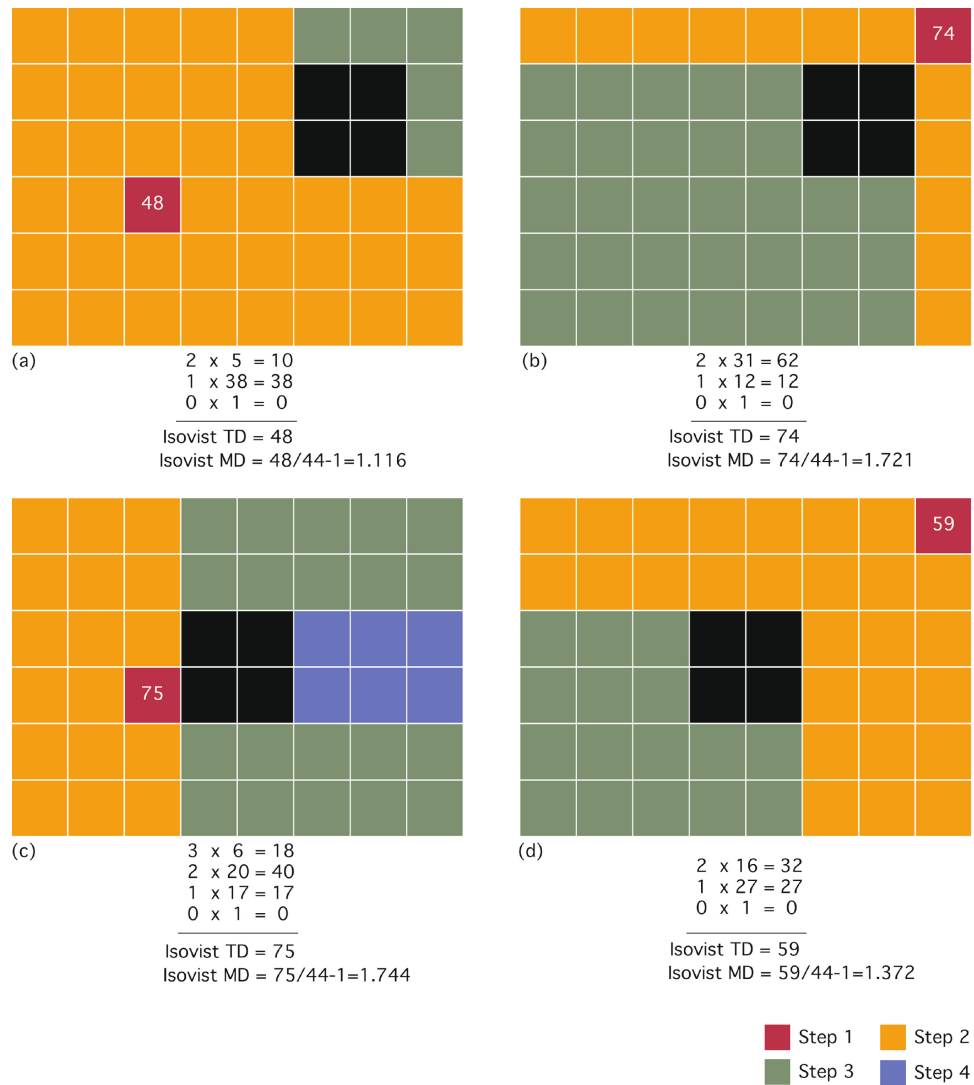 74
48
(a)
2 x 5 = 10
1 x 38 = 38
0 x 1 = 0
Isovist TD = 48
Isovist MD = 48/44-1=1.116
(b)
2 x 31 = 62
1 x 12 = 12
0 x 1 = 0
Isovist TD = 74
Isovist MD = 74/44-1=1.721
59
75
(c)
3 x 6 = 18
2 x 20 = 40
1 x 17 = 17
0 x 1 = 0
Isovist TD = 75
Isovist MD = 75/44-1=1.744
(d)
2 x 16 = 32
1 x 27 = 27
0 x 1 = 0
Isovist TD = 59
Isovist MD = 59/44-1=1.372
Step 1 Step 2
Step 3 Step 4